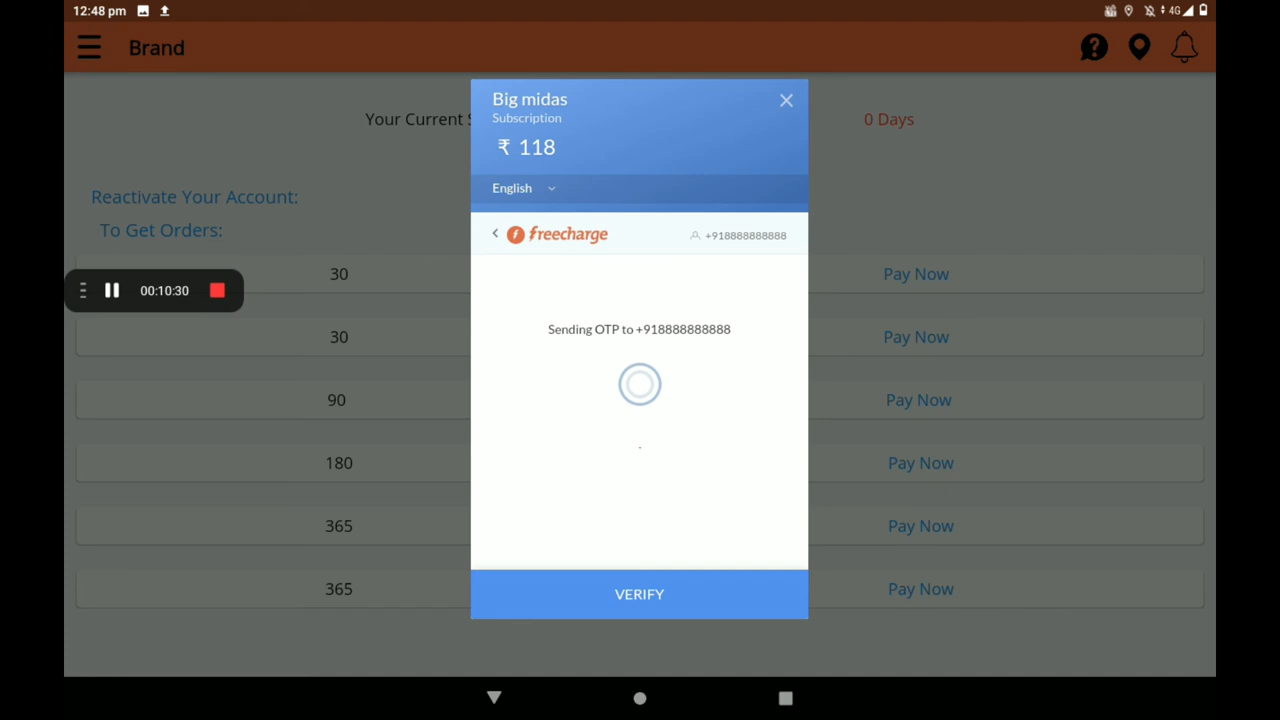 12:48 pm
4G
Brand
Big midas
Subscription
₹ 118
Your Current S
0 Days
English
Reactivate Your Account:
To Get Orders:
freecharge
+918888888888
30
Pay Now
00:10:30
Sending OTP to +918888888888
30
Pay Now
90
Pay Now
180
Pay Now
365
Pay Now
365
Pay Now
VERIFY